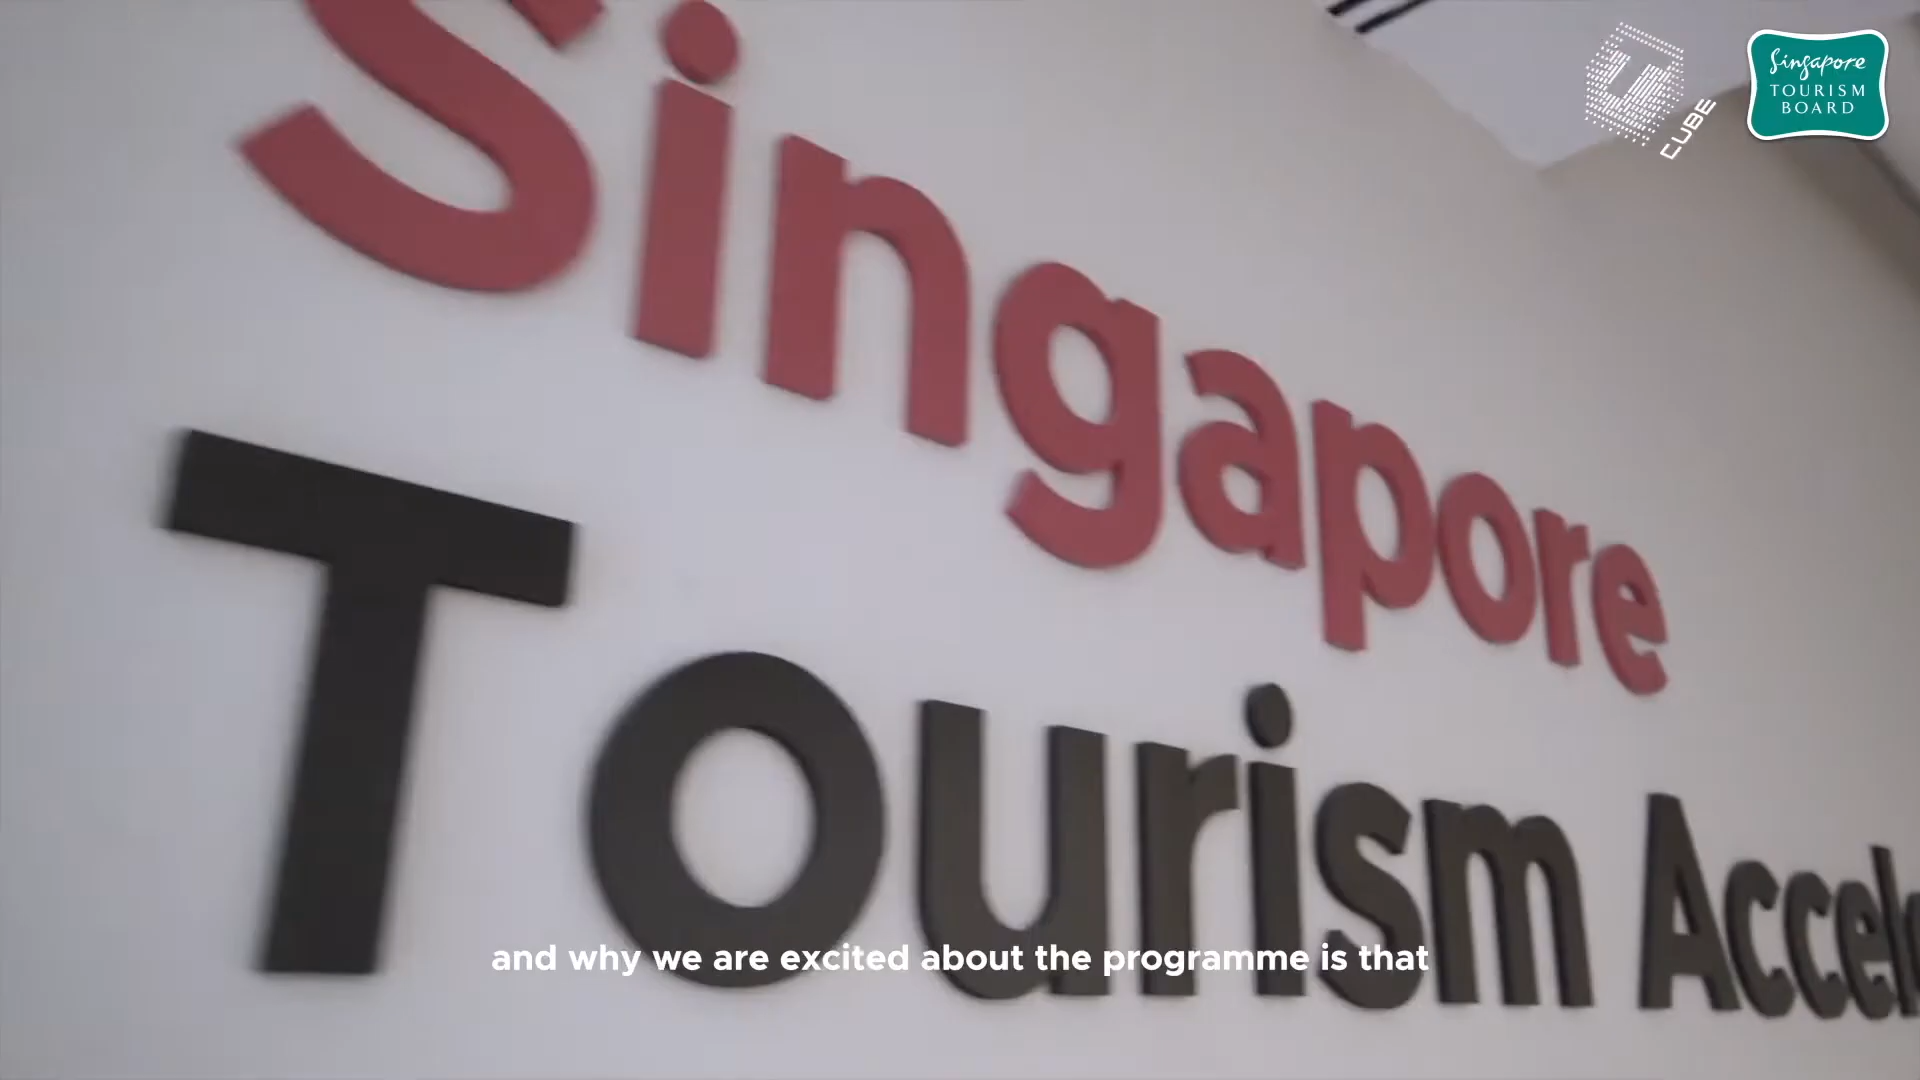 Singapore
Tourism Accele
CUBE
Singapore
TOURISM
BOARD
and why we are excited about the programme is that